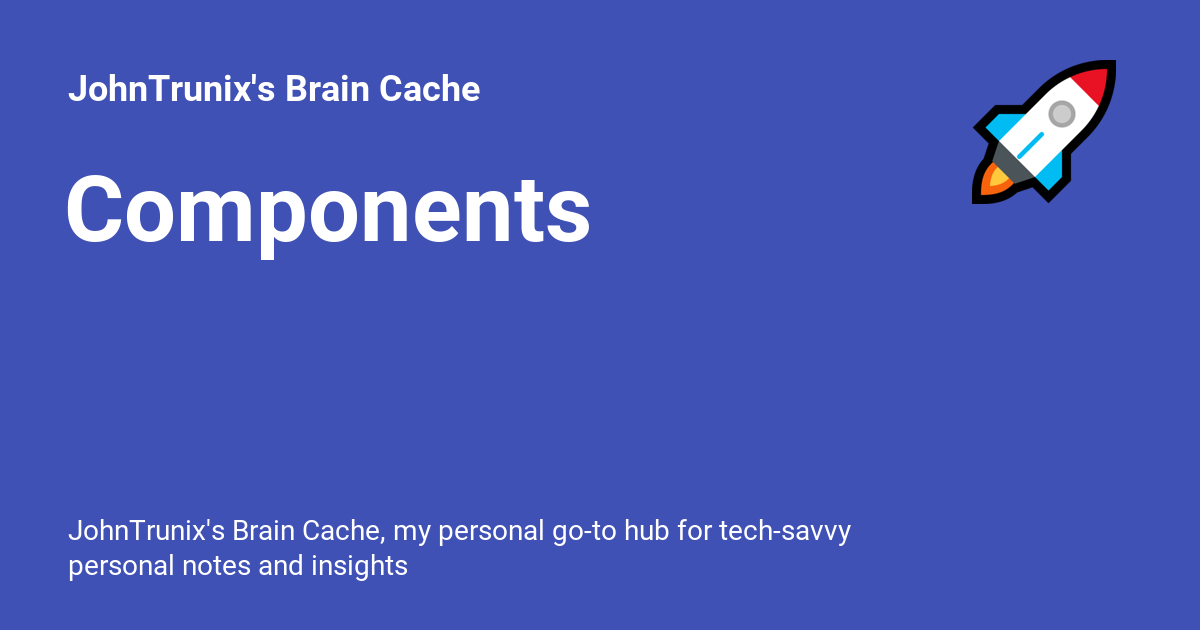 JohnTrunix's Brain Cache
Components
JohnTrunix's Brain Cache, my personal go-to hub for tech-savvy
personal notes and insights